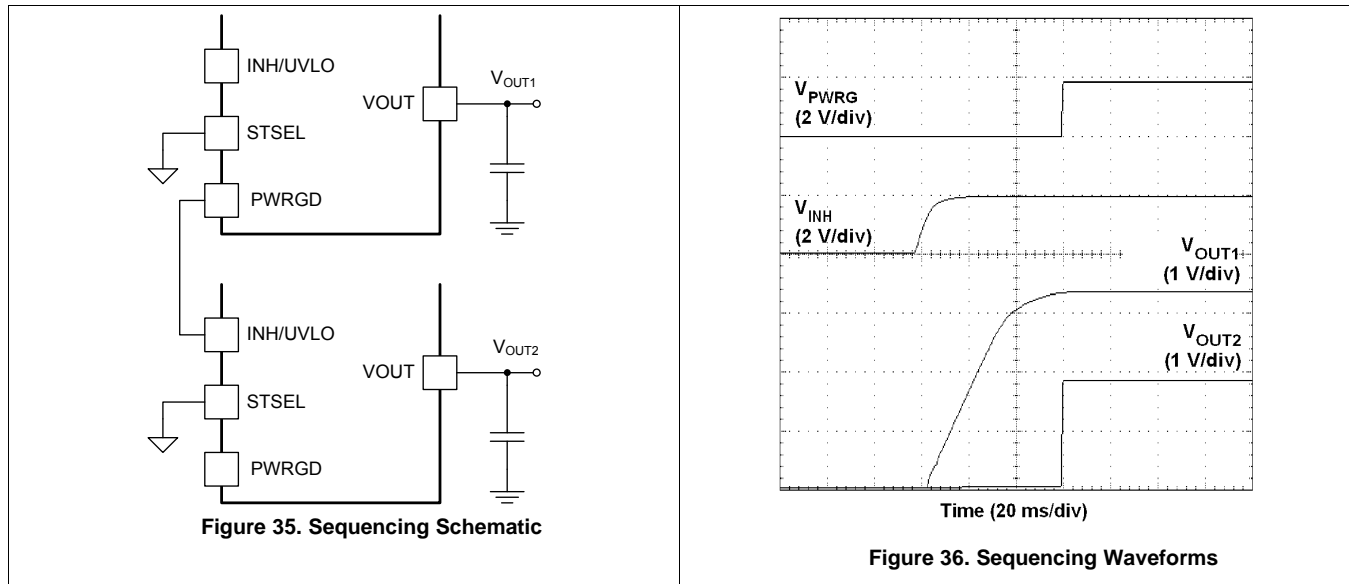 INH/UVLO
VOUT
VOUT1
STSEL
PWRGD
INH/UVLO
VOUT
VOUT2
STSEL
PWRGD
Figure 35. Sequencing Schematic
VPWRG
(2 V/div)
VINH
(2 V/div)
VOUT1
(1 V/div)
VOUT2
(1 V/div)
Time (20 ms/div)
Figure 36. Sequencing Waveforms